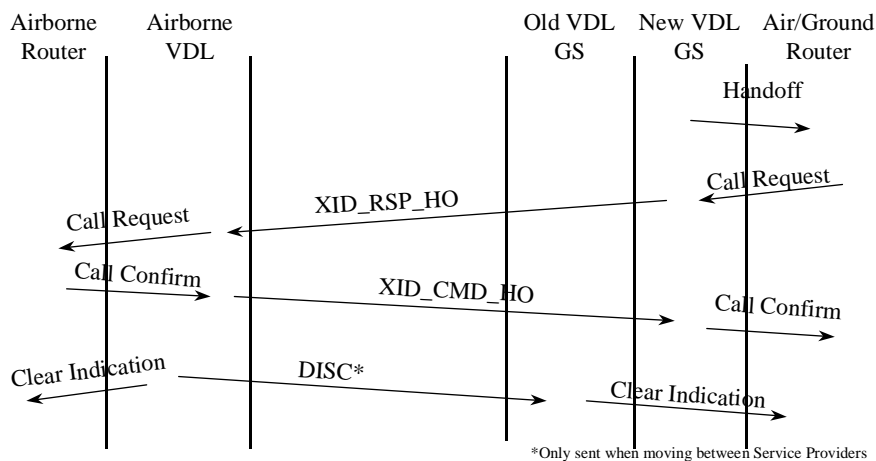 Airborne Router
Airborne VDL
Old VDL GS
New VDL GS
Air/Ground Router
Handoff
Call Request
XID_RSP_HO
Call Request
Call Confirm
XID_CMD_HO
Call Confirm
Clear Indication
DISC*
Clear Indication
*Only sent when moving between Service Providers